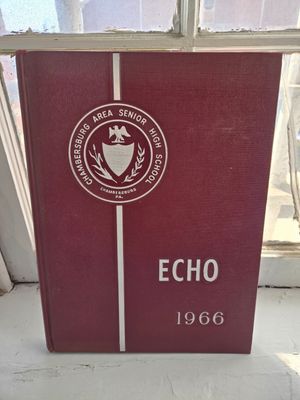 CHAMBERSBURG AREA SENIOR HIGH SCHOOL
CHAMBERSBURG
PA.
ECHO
1966